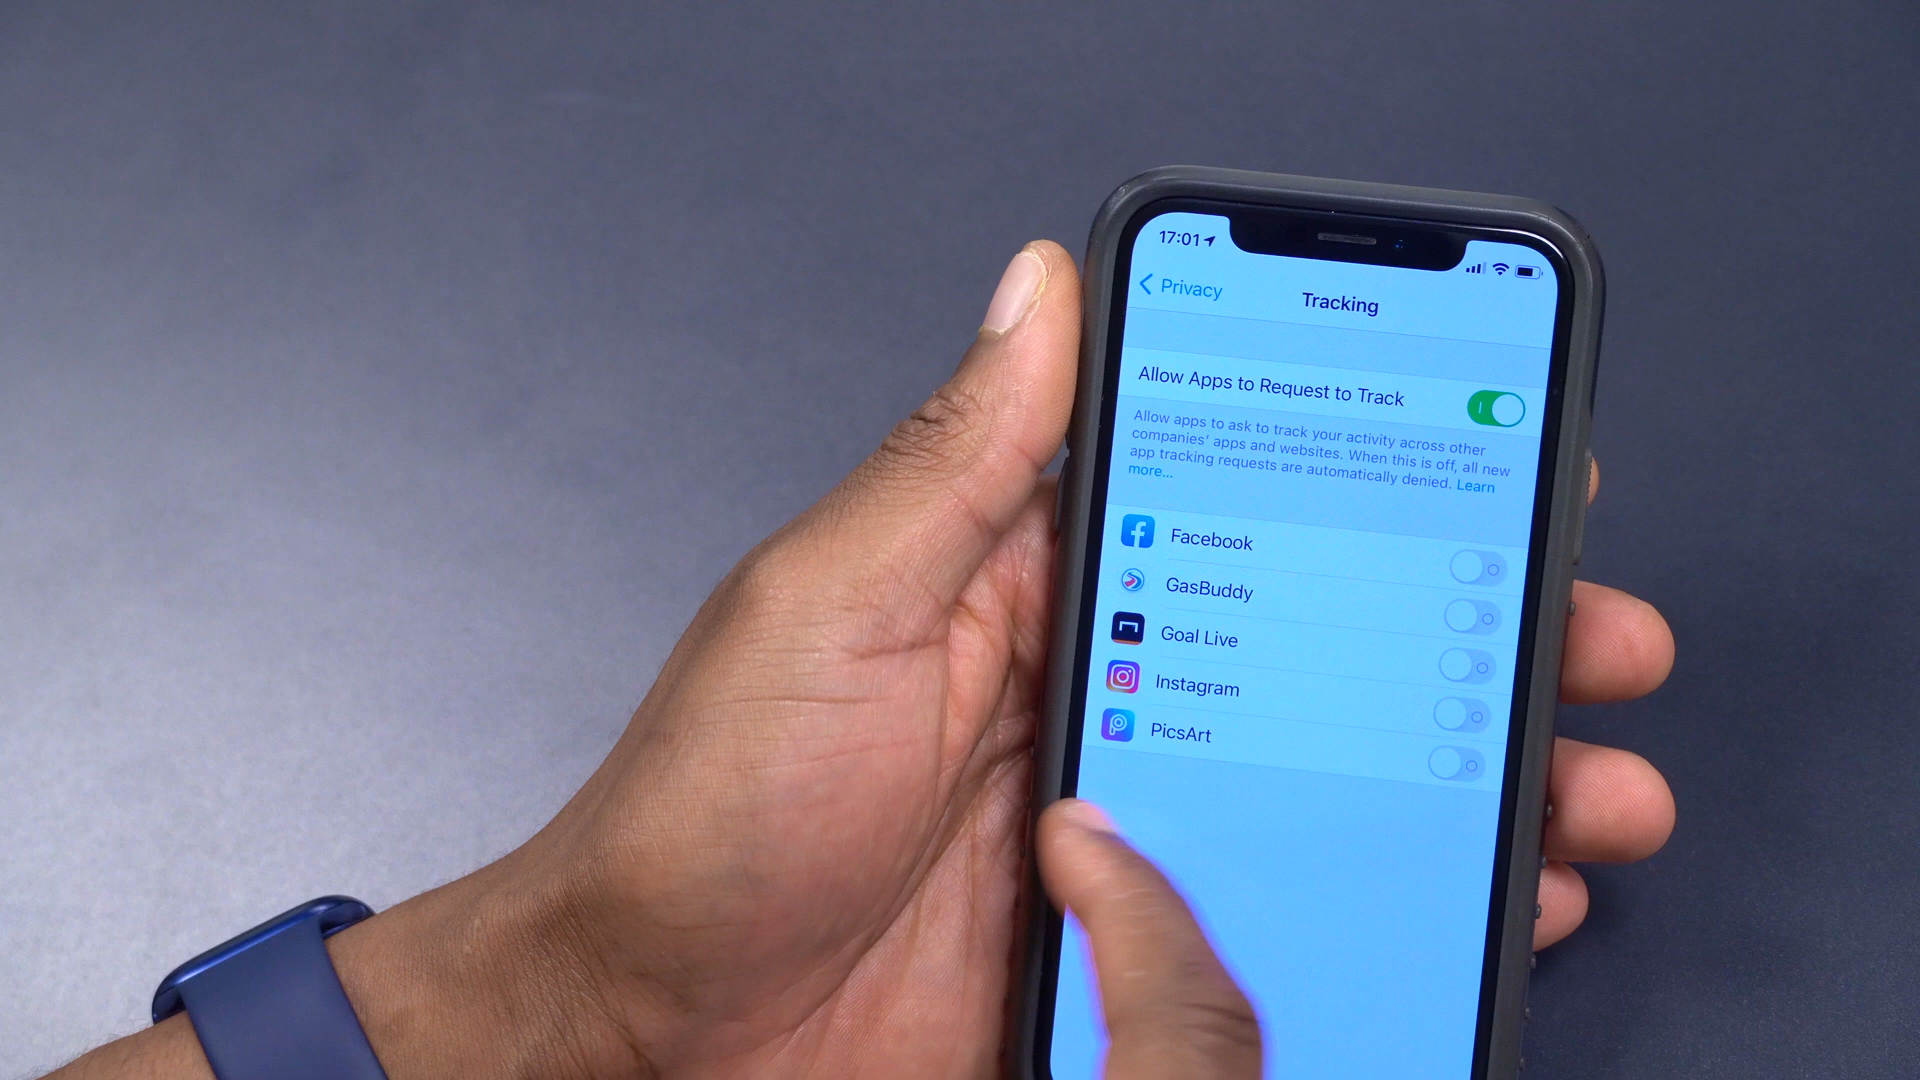 17:01
Privacy
Tracking
Allow Apps to Request to Track
Allow apps to ask to track your activity across other
companies' apps and websites. When this is off, all new
app tracking requests are automatically denied. Learn
more...
Facebook
GasBuddy
Goal Live
Instagram
PicsArt